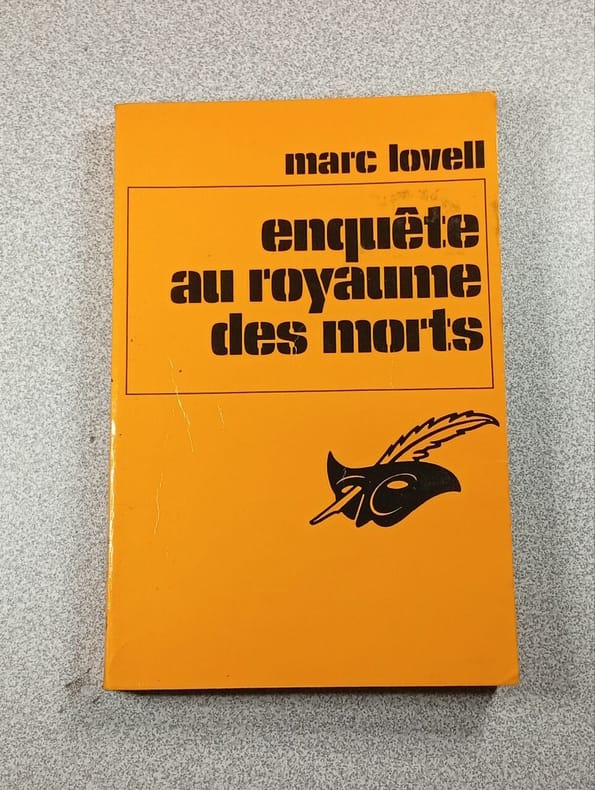 marc lovell
enquête
au royaume
des morts